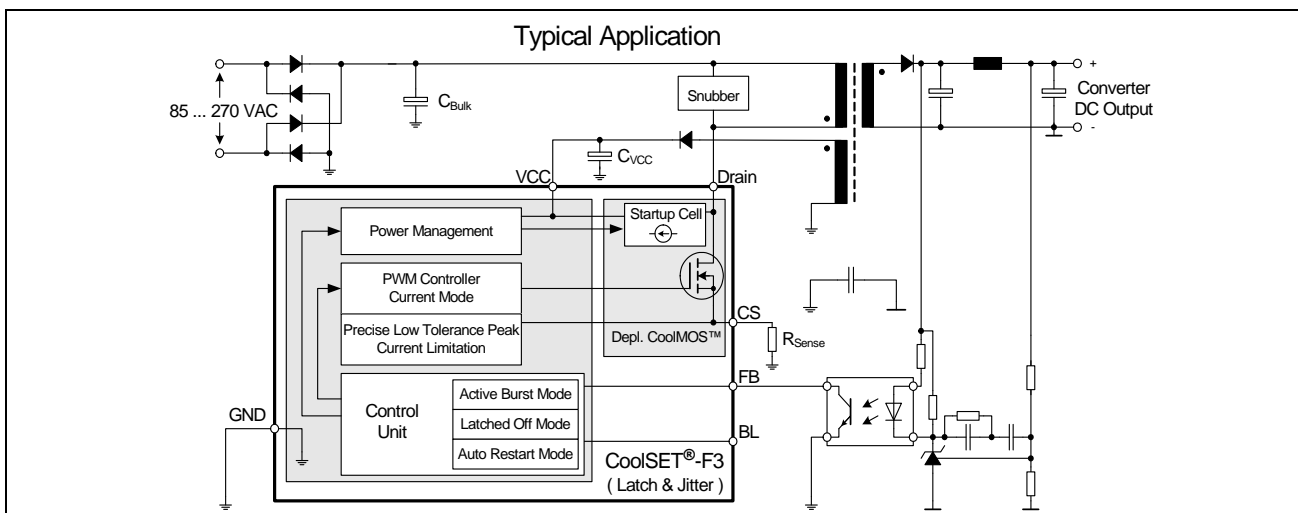 Typical Application
85 ... 270 VAC
CBulk
Snubber
+
Converter
DC Output
-
CVCC
VCC
Drain
Power Management
Startup Cell
PWM Controller
Current Mode
Precise Low Tolerance Peak
Current Limitation
Depl. CoolMOS™
CS
RSense
FB
Control
Unit
Active Burst Mode
Latched Off Mode
Auto Restart Mode
GND
BL
CoolSET®-F3
( Latch & Jitter )